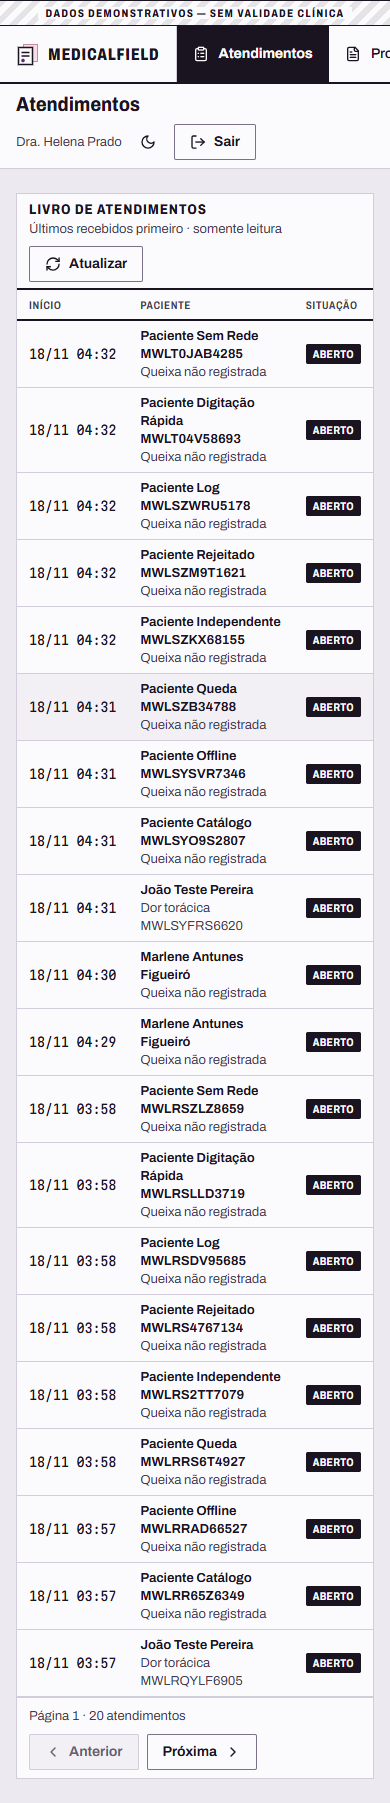 DADOS DEMONSTRATIVOS — SEM VALIDADE CLÍNICA
MEDICALFIELD
Atendimentos
Pro
Atendimentos
Dra. Helena Prado
Sair
LIVRO DE ATENDIMENTOS
Últimos recebidos primeiro · somente leitura
Atualizar
INÍCIO PACIENTE SITUAÇÃO
18/11 04:32
Paciente Sem Rede
MWLT0JAB4285
Queixa não registrada
ABERTO
18/11 04:32
Paciente Digitação
Rápida
MWLT04V58693
Queixa não registrada
ABERTO
18/11 04:32
Paciente Log
MWLSZWRU5178
Queixa não registrada
ABERTO
18/11 04:32
Paciente Rejeitado
MWLSZM9T1621
Queixa não registrada
ABERTO
18/11 04:32
Paciente Independente
MWLSZKX68155
Queixa não registrada
ABERTO
18/11 04:31
Paciente Queda
MWLSZB34788
Queixa não registrada
ABERTO
18/11 04:31
Paciente Offline
MWLSYSVR7346
Queixa não registrada
ABERTO
18/11 04:31
Paciente Catálogo
MWLSYO9S2807
Queixa não registrada
ABERTO
18/11 04:31
João Teste Pereira
Dor torácica
MWLSYFRS6620
ABERTO
18/11 04:30
Marlene Antunes
Figueiró
Queixa não registrada
ABERTO
18/11 04:29
Marlene Antunes
Figueiró
Queixa não registrada
ABERTO
18/11 03:58
Paciente Sem Rede
MWLRSZLZ8659
Queixa não registrada
ABERTO
18/11 03:58
Paciente Digitação
Rápida
MWLRSLLD3719
Queixa não registrada
ABERTO
18/11 03:58
Paciente Log
MWLRSDV95685
Queixa não registrada
ABERTO
18/11 03:58
Paciente Rejeitado
MWLRS4767134
Queixa não registrada
ABERTO
18/11 03:58
Paciente Independente
MWLRS2TT7079
Queixa não registrada
ABERTO
18/11 03:58
Paciente Queda
MWLRRS6T4927
Queixa não registrada
ABERTO
18/11 03:57
Paciente Offline
MWLRRAD66527
Queixa não registrada
ABERTO
18/11 03:57
Paciente Catálogo
MWLRR65Z6349
Queixa não registrada
ABERTO
18/11 03:57
João Teste Pereira
Dor torácica
MWLRQYLF6905
ABERTO
Página 1 · 20 atendimentos
Anterior
Próxima